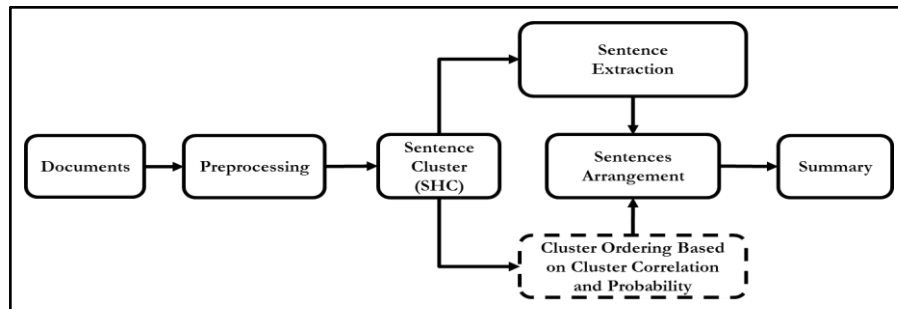 Documents
Preprocessing
Sentence
Cluster
(SHC)
Sentence
Extraction
Sentences
Arrangement
Cluster Ordering Based
on Cluster Correlation
and Probability
Summary